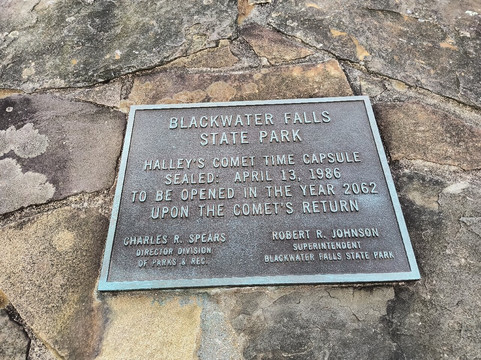 BLACKWATER FALLS
STATE PARK
HALLEY'S COMET TIME CAPSULE
SEALED: APRIL 13, 1986
TO BE OPENED IN THE YEAR 2062
UPON THE COMET'S RETURN
CHARLES R. SPEARS
DIRECTOR DIVISION
OF PARKS & REC.
ROBERT R. JOHNSON
SUPERINTENDENT
BLACKWATER FALLS STATE PARK